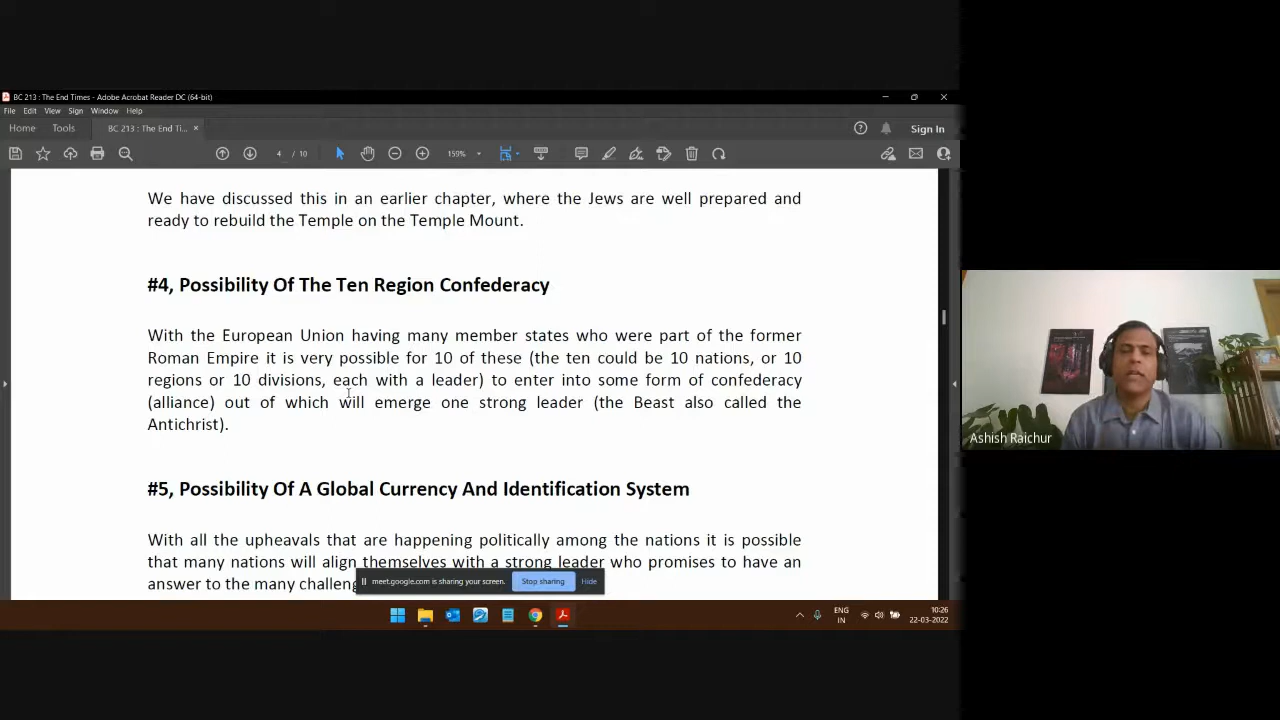 BC 213 : The End Times - Adobe Acrobat Reader DC (64-bit)
File Edit View Sign Window Help
Home Tools BC 213 : The End Ti... × Sign In
4 / 10 159%
We have discussed this in an earlier chapter, where the Jews are well prepared and
ready to rebuild the Temple on the Temple Mount.
#4, Possibility Of The Ten Region Confederacy
With the European Union having many member states who were part of the former
Roman Empire it is very possible for 10 of these (the ten could be 10 nations, or 10
regions or 10 divisions, each with a leader) to enter into some form of confederacy
(alliance) out of which will emerge one strong leader (the Beast also called the
Antichrist).
#5, Possibility Of A Global Currency And Identification System
With all the upheavals that are happening politically among the nations it is possible
that many nations will align themselves with a strong leader who promises to have an
answer to the many challeng
meet.google.com is sharing your screen. Stop sharing Hide
Ashish Raichur
ENG
IN
10:26
22-03-2022